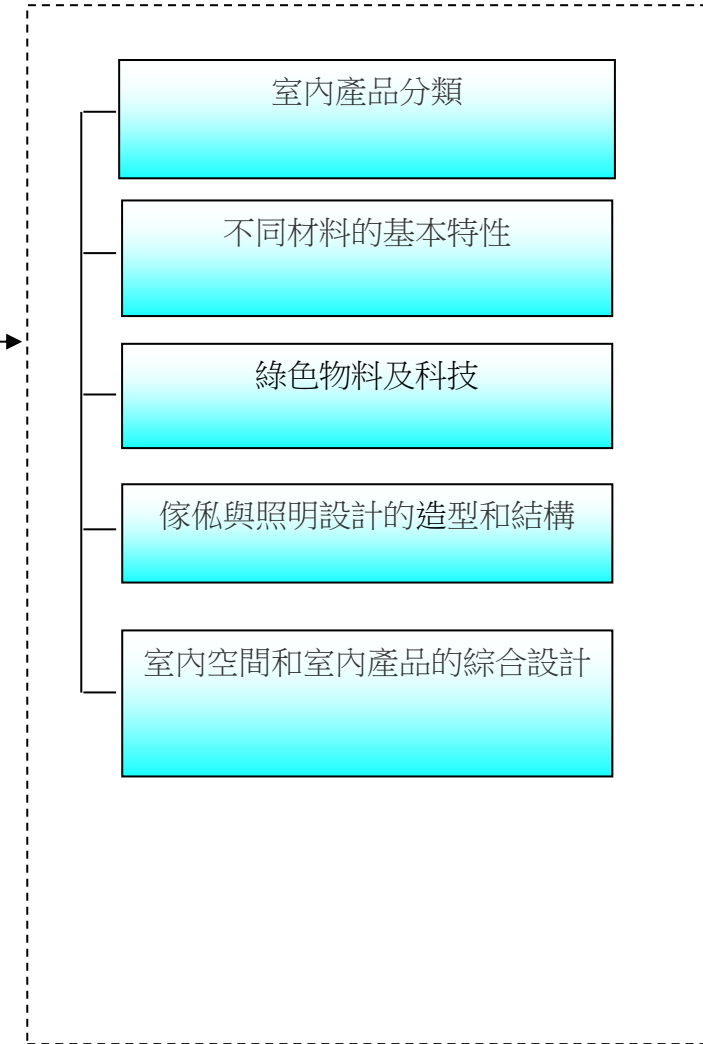 室內產品分類
不同材料的基本特性
綠色物料及科技
傢俬與照明設計的造型和結構
室內空間和室內產品的綜合設計